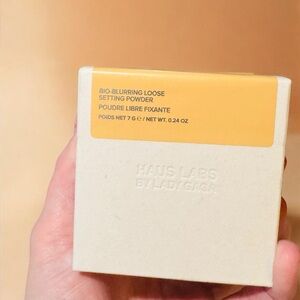 BIO-BLURRING LOOSE
SETTING POWDER
POUDRE LIBRE FIXANTE
POIDS NET 7 G ℮ / NET WT. 0.24 OZ
HAUS LABS
BY LADY GAGA